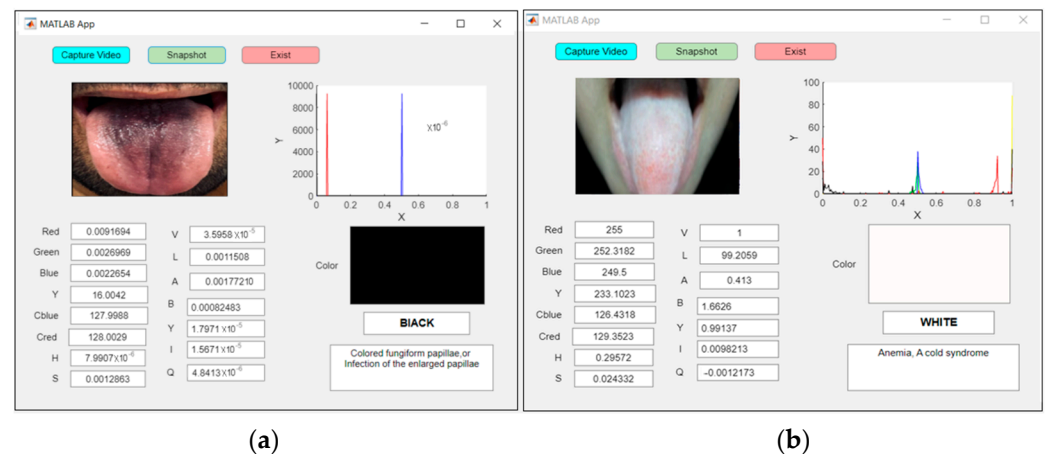 MATLAB App
Capture Video Snapshot Exist
10000
8000
6000
4000
2000
0
Y
X10^-6
0 0.2 0.4 0.6 0.8 1
X
Red 0.0091694
Green 0.0026969
Blue 0.0022654
Y 16.0042
Cblue 127.9988
Cred 128.0029
H 7.9907X10^-6
S 0.0012863
V 3.5958 X10^-5
L 0.0011508
A 0.00177210
B 0.00082483
Y 1.7971 X10^-5
I 1.5671X10^-5
Q 4.8413X10^-6
Color
BlACK
Colored fungiform papillae,or
Infection of the enlarged papillae
(a)
MATLAB App
Capture Video Snapshot Exist
100
80
60
40
20
0
Y
0 0.2 0.4 0.6 0.8 1
X
Red 255
Green 252.3182
Blue 249.5
Y 233.1023
Cblue 126.4318
Cred 129.3523
H 0.29572
S 0.024332
V 1
L 99.2059
A 0.413
B 1.6626
Y 0.99137
I 0.0098213
Q -0.0012173
Color
WHITE
Anemia, A cold syndrome
(b)